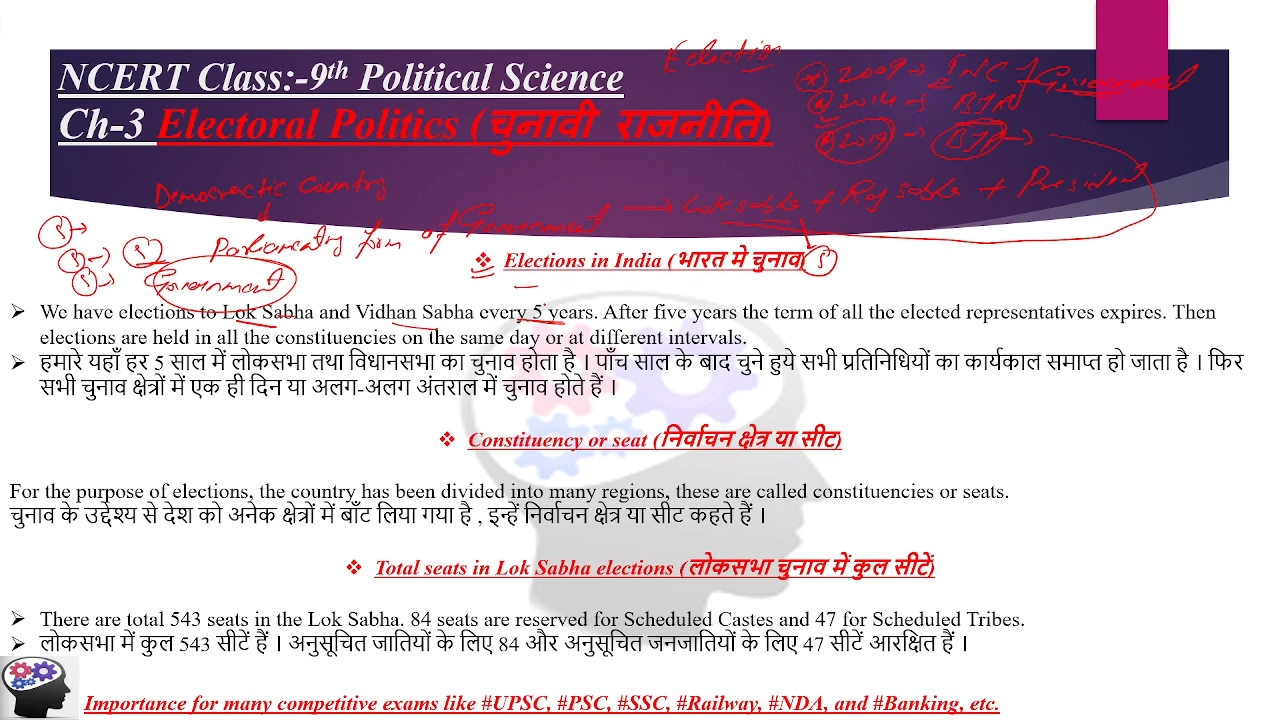 NCERT Class:-9th Political Science
Ch-3 Electoral Politics (चुनावी राजनीति)
Election
2009 → INC Government
2014 → BJP
2019 → BJP →
Democractic Country
Parliamentry form of Government → Lok sabha + Raj sabha + President
5 →
5 →
5 →
5
Government
❖ Elections in India (भारत मे चुनाव) 5
➢ We have elections to Lok Sabha and Vidhan Sabha every 5 years. After five years the term of all the elected representatives expires. Then
elections are held in all the constituencies on the same day or at different intervals.
➢ हमारे यहाँ हर 5 साल में लोकसभा तथा विधानसभा का चुनाव होता है । पाँच साल के बाद चुने हुये सभी प्रतिनिधियों का कार्यकाल समाप्त हो जाता है । फिर
सभी चुनाव क्षेत्रों में एक ही दिन या अलग-अलग अंतराल में चुनाव होते हैं ।
❖ Constituency or seat (निर्वाचन क्षेत्र या सीट)
For the purpose of elections, the country has been divided into many regions, these are called constituencies or seats.
चुनाव के उद्देश्य से देश को अनेक क्षेत्रों में बाँट लिया गया है , इन्हें निर्वाचन क्षेत्र या सीट कहते हैं ।
❖ Total seats in Lok Sabha elections (लोकसभा चुनाव में कुल सीटें)
➢ There are total 543 seats in the Lok Sabha. 84 seats are reserved for Scheduled Castes and 47 for Scheduled Tribes.
➢ लोकसभा में कुल 543 सीटें हैं । अनुसूचित जातियों के लिए 84 और अनुसूचित जनजातियों के लिए 47 सीटें आरक्षित हैं ।
Importance for many competitive exams like #UPSC, #PSC, #SSC, #Railway, #NDA, and #Banking, etc.